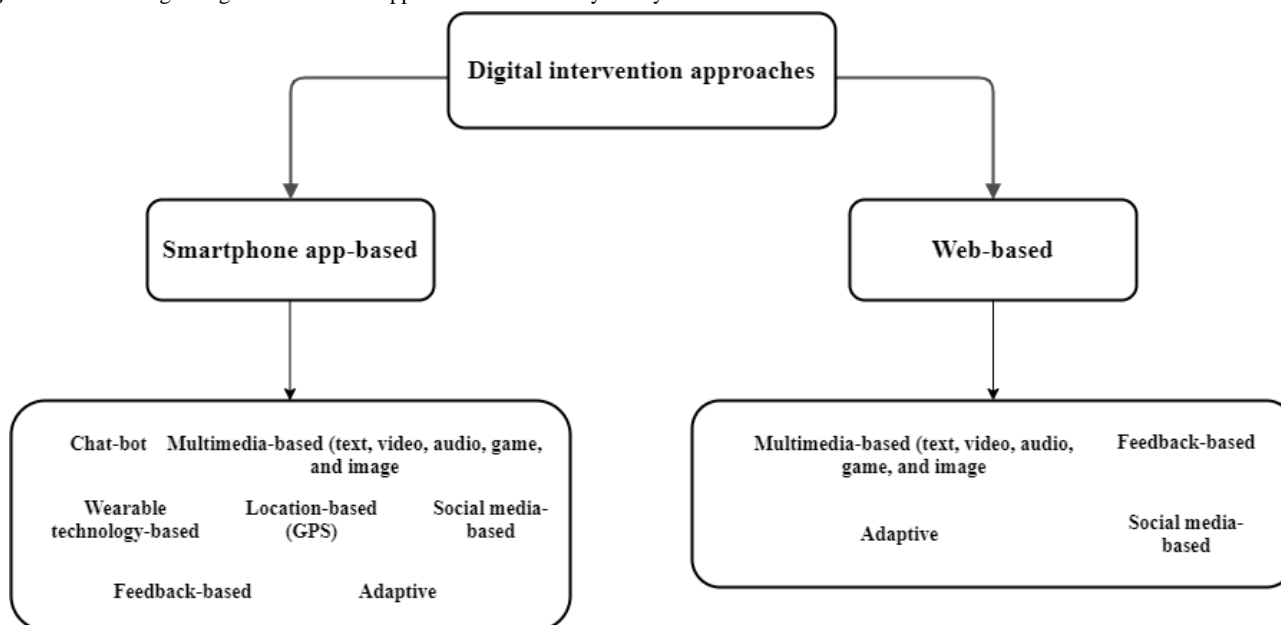 Digital intervention approaches
Smartphone app-based
Web-based
Chat-bot
Multimedia-based (text, video, audio, game,
and image
Wearable
technology-based
Location-based
(GPS)
Social media-
based
Feedback-based
Adaptive
Multimedia-based (text, video, audio,
game, and image
Feedback-based
Adaptive
Social media-
based